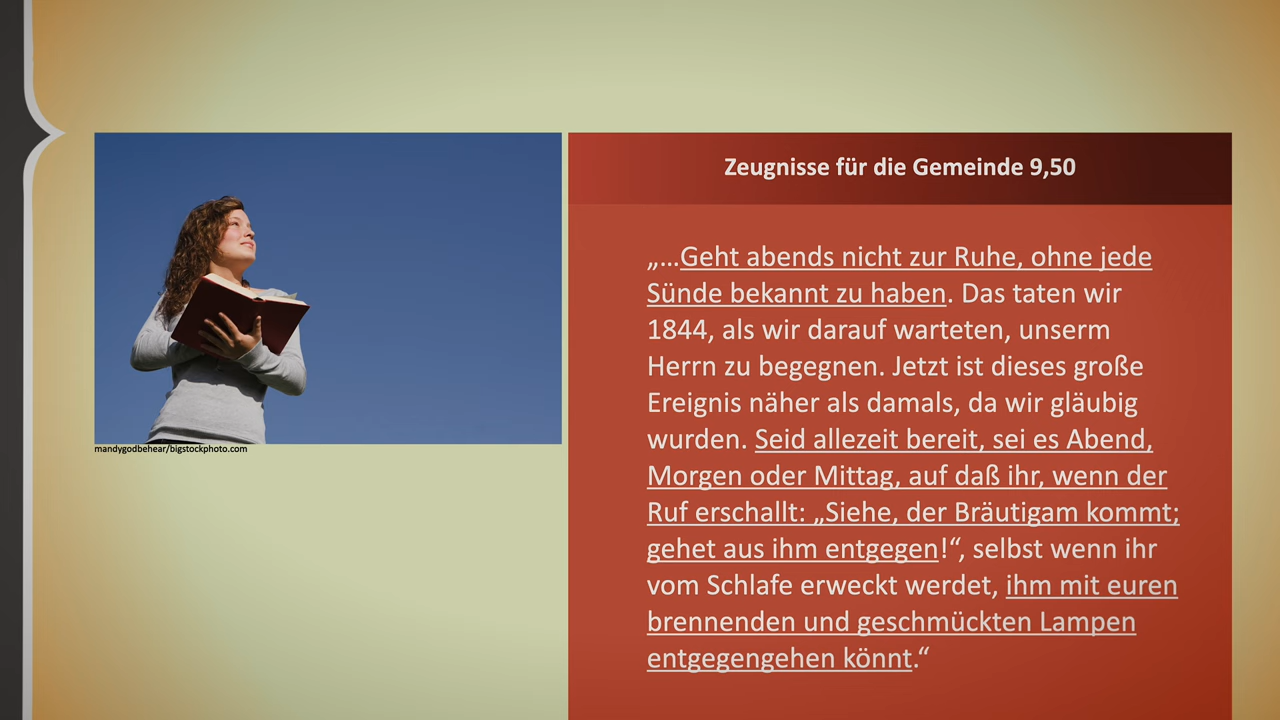 Zeugnisse für die Gemeinde 9,50
„...Geht abends nicht zur Ruhe, ohne jede
Sünde bekannt zu haben. Das taten wir
1844, als wir darauf warteten, unserm
Herrn zu begegnen. Jetzt ist dieses große
Ereignis näher als damals, da wir gläubig
wurden. Seid allezeit bereit, sei es Abend,
Morgen oder Mittag, auf daß ihr, wenn der
Ruf erschallt: „Siehe, der Bräutigam kommt;
gehet aus ihm entgegen!“, selbst wenn ihr
vom Schlafe erweckt werdet, ihm mit euren
brennenden und geschmückten Lampen
entgegengehen könnt.“
mandygodbehear/bigstockphoto.com